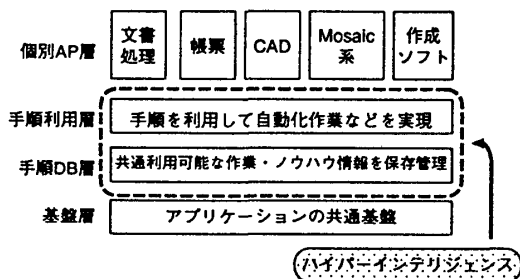 個別AP層
文書
処理
帳票
CAD
Mosaic
系
作成
ソフト
手順利用層
手順を利用して自動化作業などを実現
手順DB層
共通利用可能な作業・ノウハウ情報を保存管理
基盤層
アプリケーションの共通基盤
ハイパーインテリジェンス